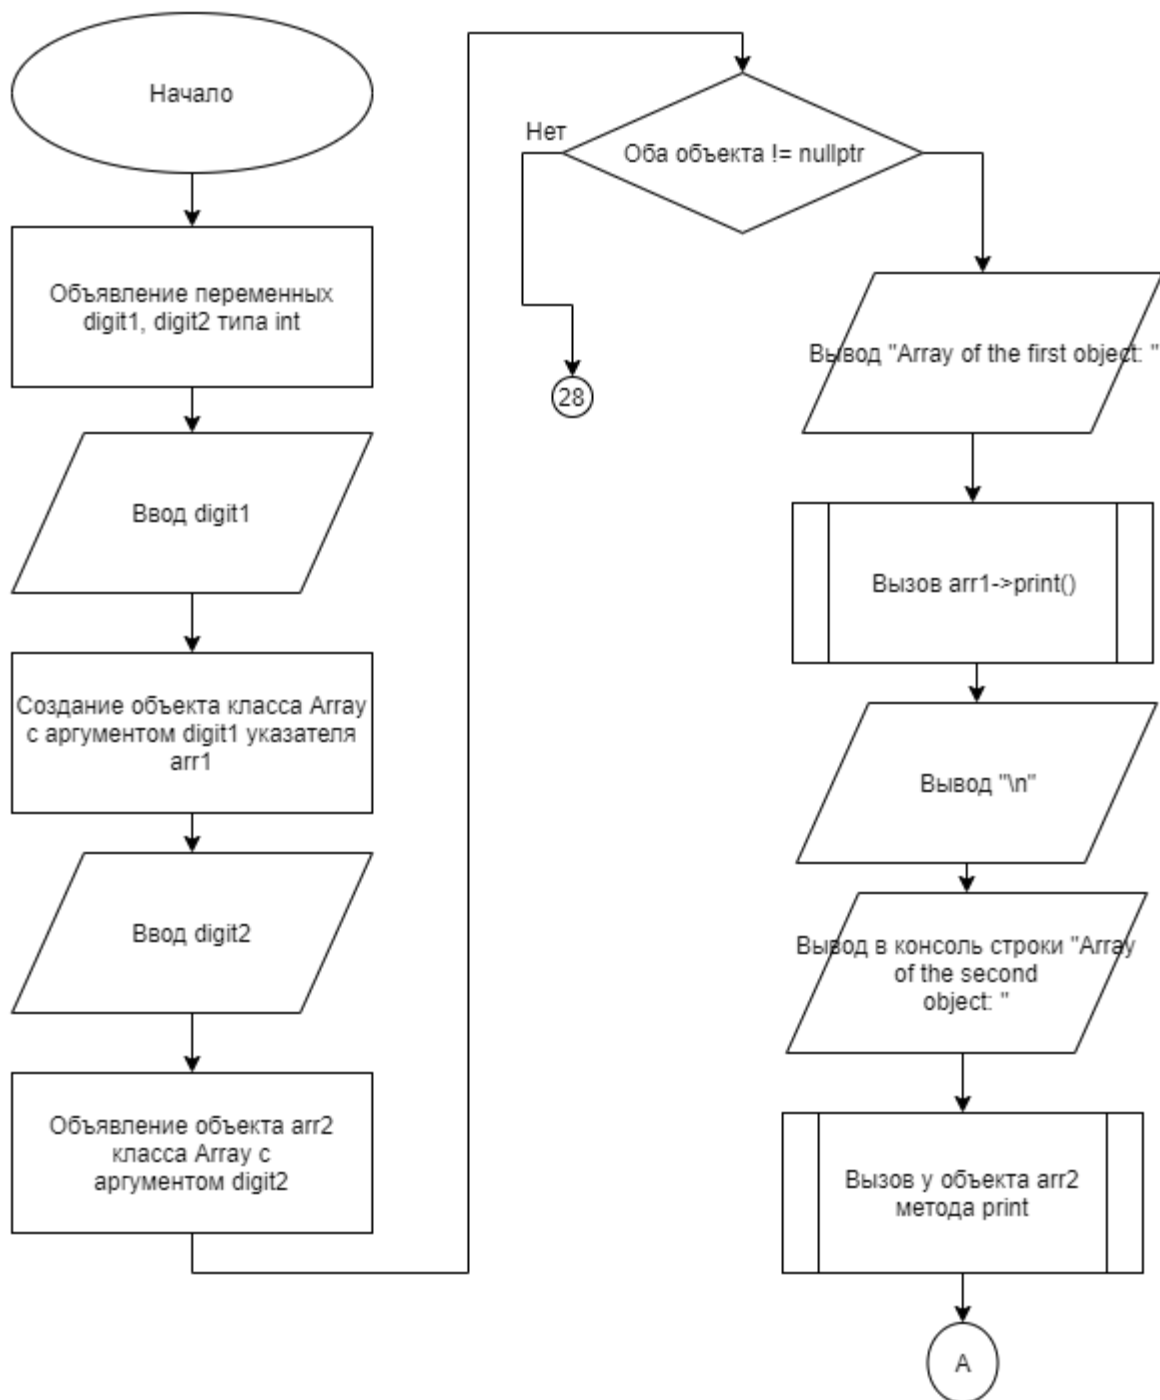 Начало
Объявление переменных
digit1, digit2 типа int
Ввод digit1
Создание объекта класса Array
с аргументом digit1 указателя
arr1
Ввод digit2
Объявление объекта arr2
класса Array с
аргументом digit2
Оба объекта != nullptr
Нет
28
Вывод "Array of the first object: "
Вызов arr1->print()
Вывод "\n"
Вывод в консоль строки "Array
of the second
object: "
Вызов у объекта arr2
метода print
А